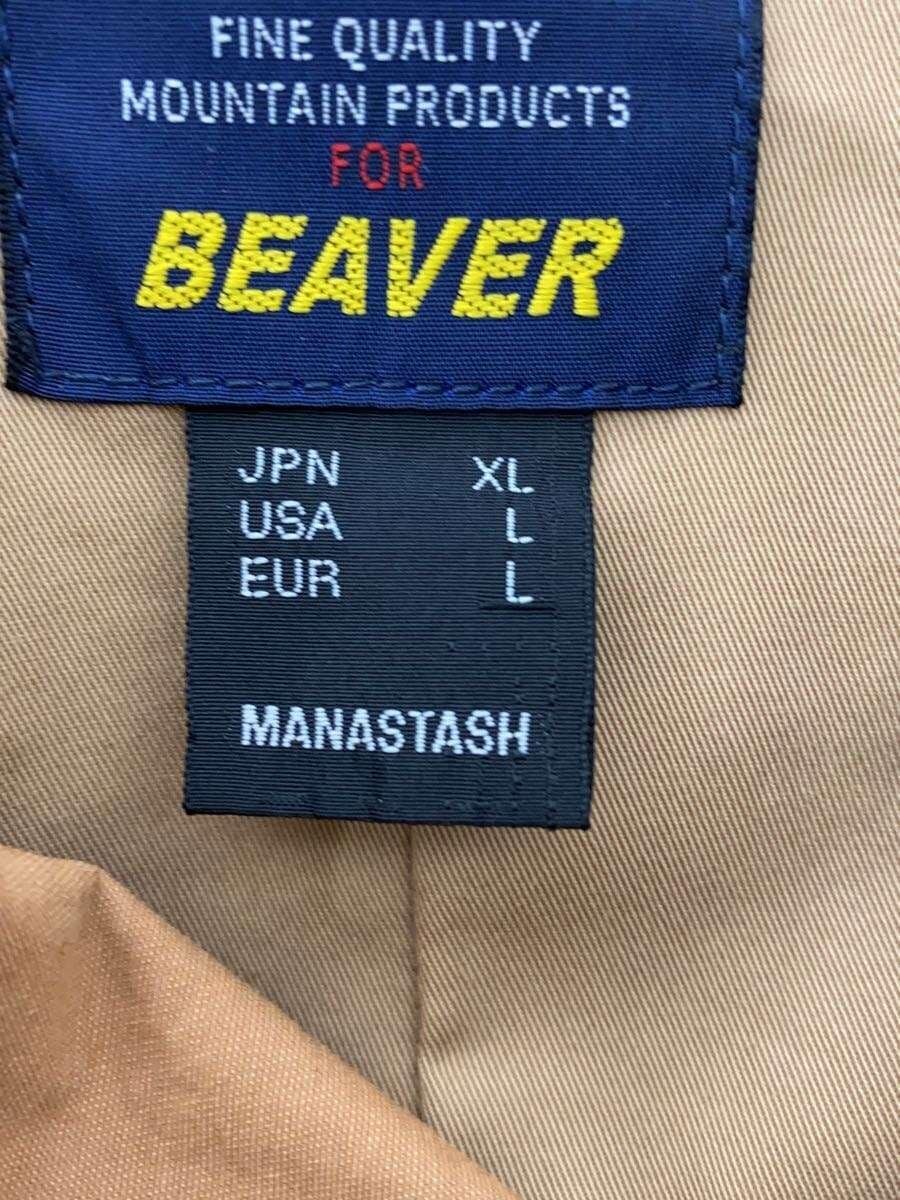 FINE QUALITY
MOUNTAIN PRODUCTS
FOR
BEAVER
JPN XL
USA L
EUR L
MANASTASH